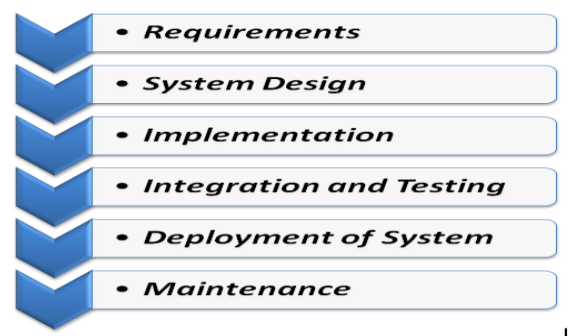 • Requirements
• System Design
• Implementation
• Integration and Testing
• Deployment of System
• Maintenance